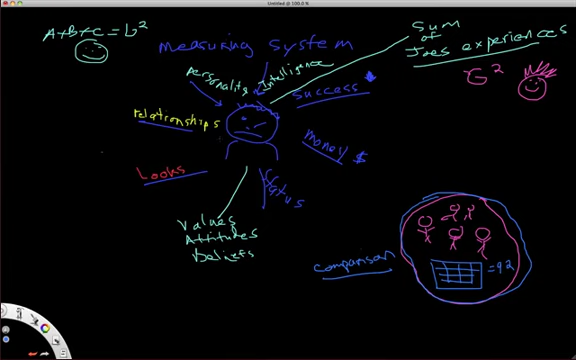 Untitled @ 100.0 %
A+B+C = L²
Sum
of
Joes experiences
measuring system
Personality
Intelligence
G²
Success
relationships
money $
Looks
Status
Values
Attitudes
beliefs
comparison
=92